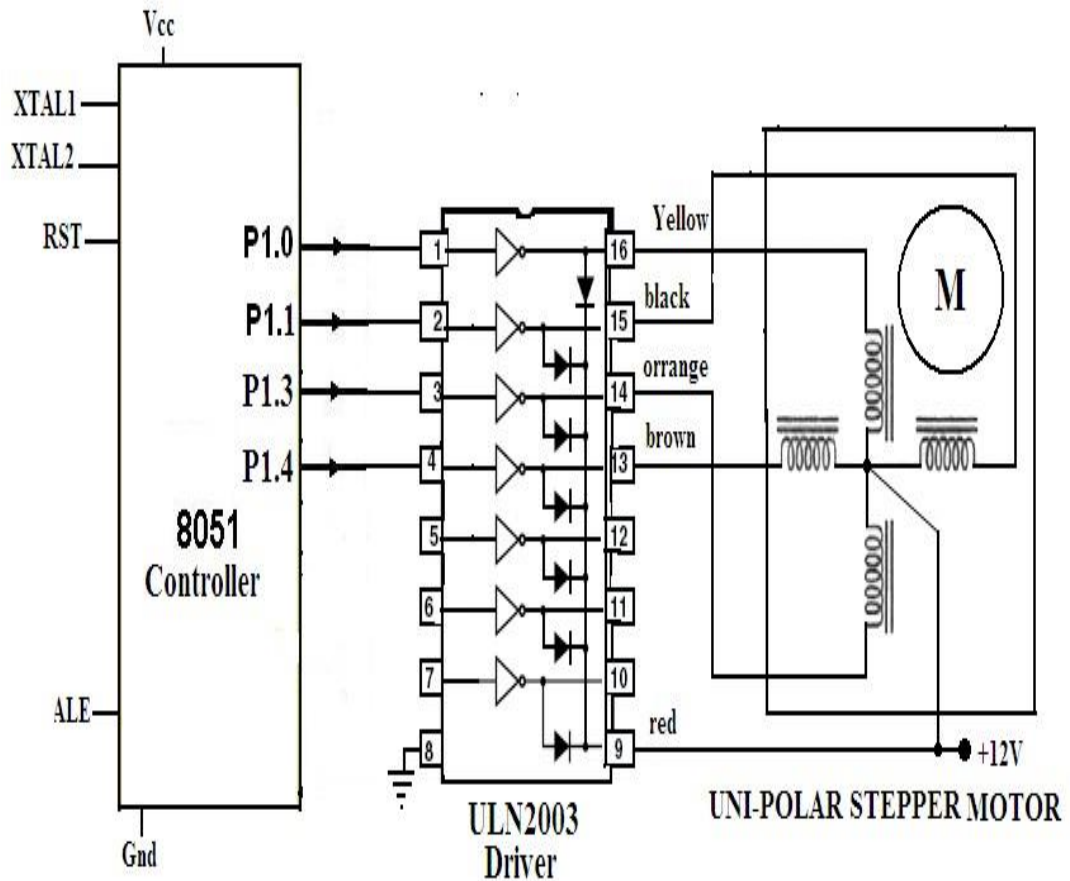 Vcc
XTAL1
XTAL2
RST
ALE
Gnd
P1.0
P1.1
P1.3
P1.4
8051
Controller
1
2
3
4
5
6
7
8
16
15
14
13
12
11
10
9
ULN2003
Driver
Yellow
black
orrange
brown
red
M
+12V
UNI-POLAR STEPPER MOTOR